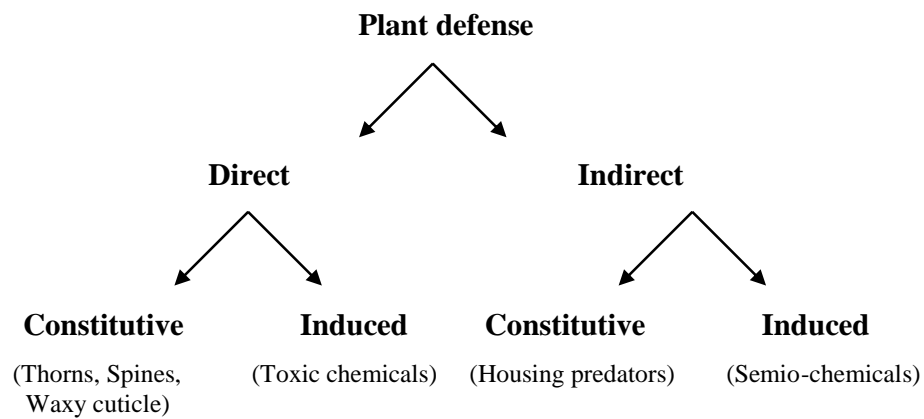 Plant defense
Direct
Indirect
Constitutive
Induced
Constitutive
Induced
(Thorns, Spines,
Waxy cuticle)
(Toxic chemicals)
(Housing predators)
(Semio-chemicals)